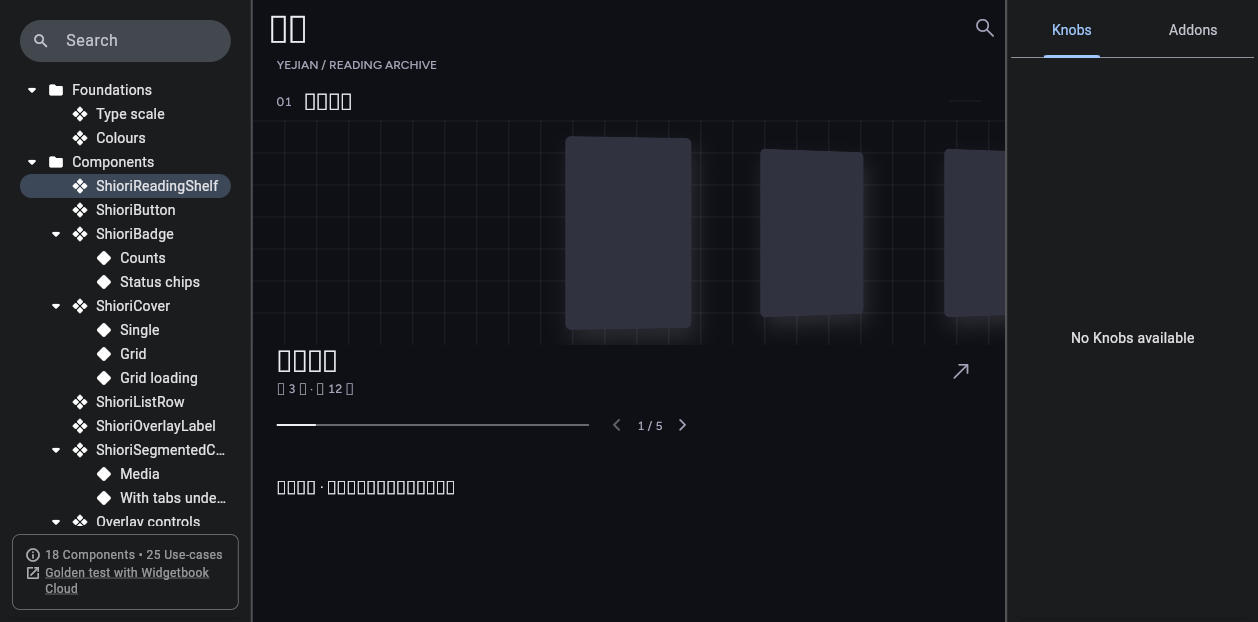 Search
Foundations
Type scale
Colours
Components
ShioriReadingShelf
ShioriButton
ShioriBadge
Counts
Status chips
ShioriCover
Single
Grid
Grid loading
ShioriListRow
ShioriOverlayLabel
ShioriSegmentedC…
Media
With tabs unde…
Overlay controls
18 Components • 25 Use-cases
Golden test with Widgetbook
Cloud
YEJIAN / READING ARCHIVE
01
3 · 12
1 / 5
Knobs
Addons
No Knobs available